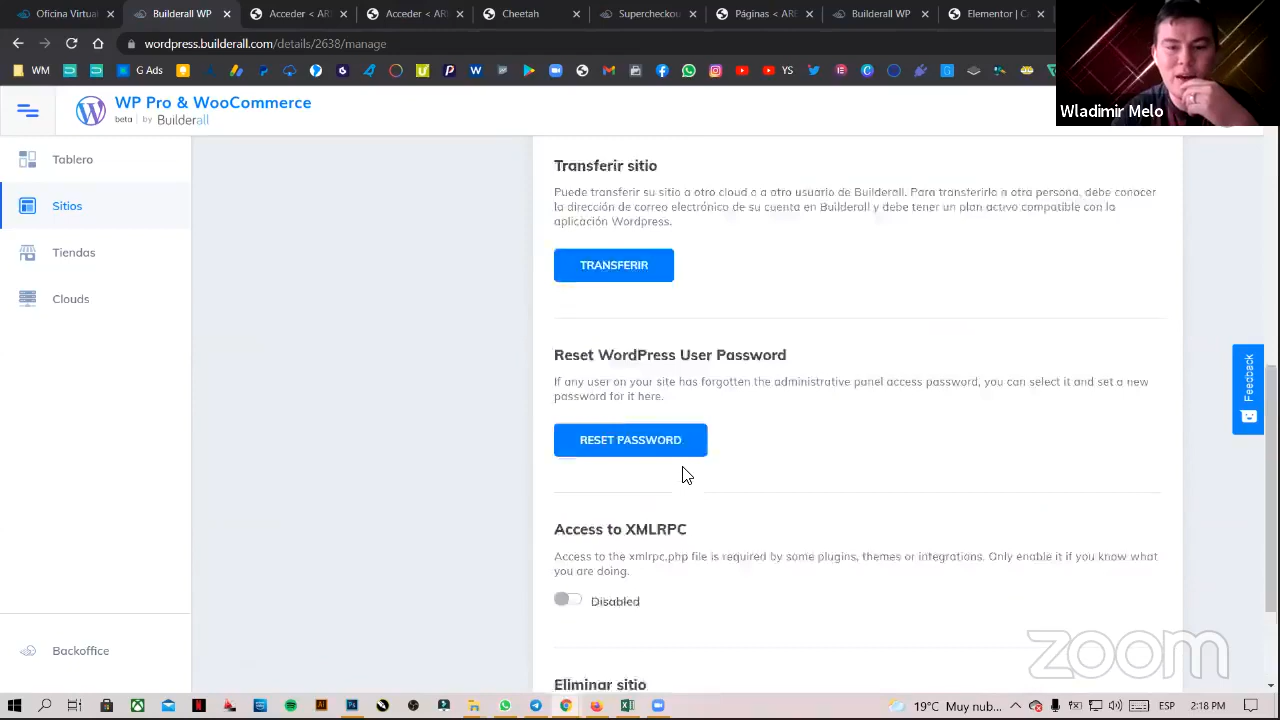 Oficina Virtual
Builderall WP
Acceder < AR
Acceder < AR
Cheetah
Supercheckou
Páginas < AR
Builderall WP
Elementor | Ca
wordpress.builderall.com/details/2638/manage
WM
G Ads
YS
Wladimir Melo
WP Pro & WooCommerce
beta | by Builderall
Tablero
Sitios
Tiendas
Clouds
Backoffice
Transferir sitio
Puede transferir su sitio a otro cloud o a otro usuario de Builderall. Para transferirlo a otra persona, debe conocer
la dirección de correo electrónico de su cuenta en Builderall y debe tener un plan activo compatible con la
aplicación Wordpress.
TRANSFERIR
Reset WordPress User Password
If any user on your site has forgotten the administrative panel access password, you can select it and set a new
password for it here.
RESET PASSWORD
Access to XMLRPC
Access to the xmlrpc.php file is required by some plugins, themes or integrations. Only enable it if you know what
you are doing.
Disabled
Eliminar sitio
Feedback
zoom
19°C Muy nub...
ESP
2:18 PM